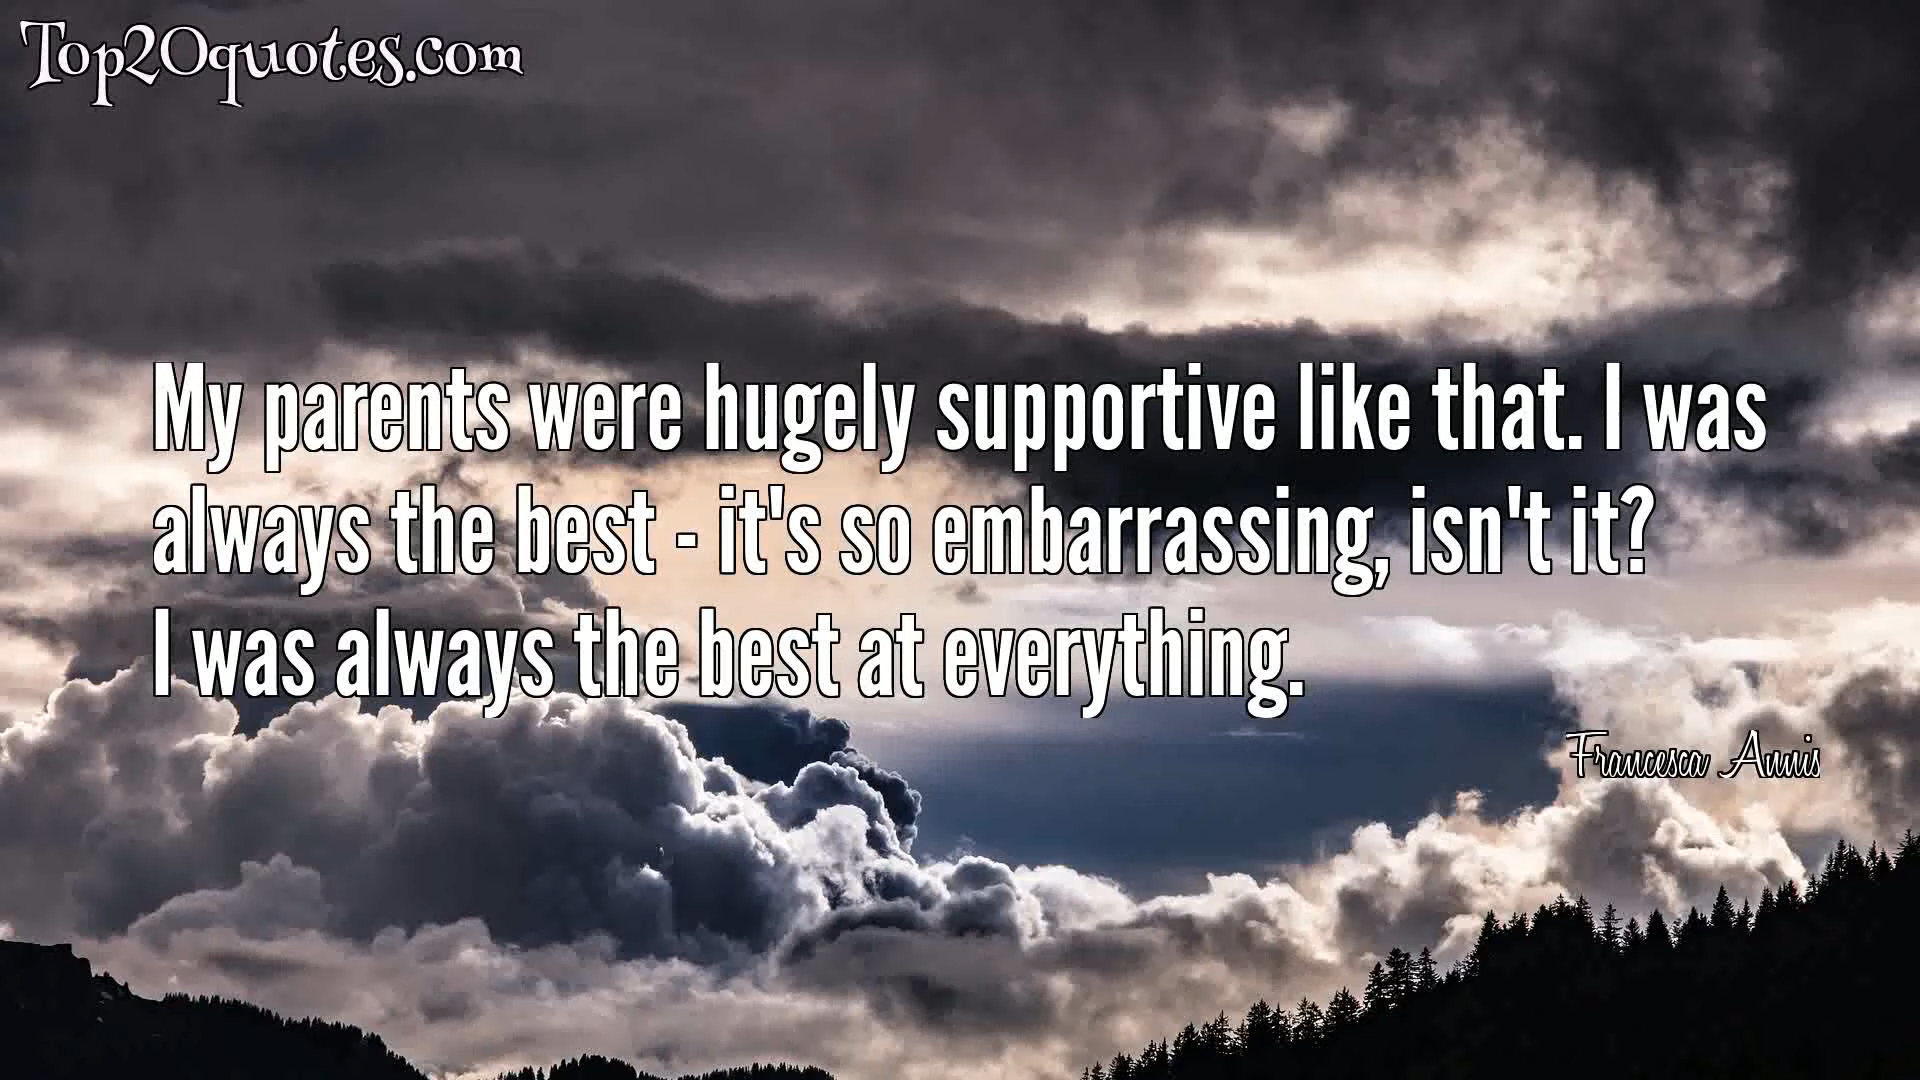 Top20quotes.com
My parents were hugely supportive like that. I was
always the best - it's so embarrassing, isn't it?
I was always the best at everything.
Francesca Annis